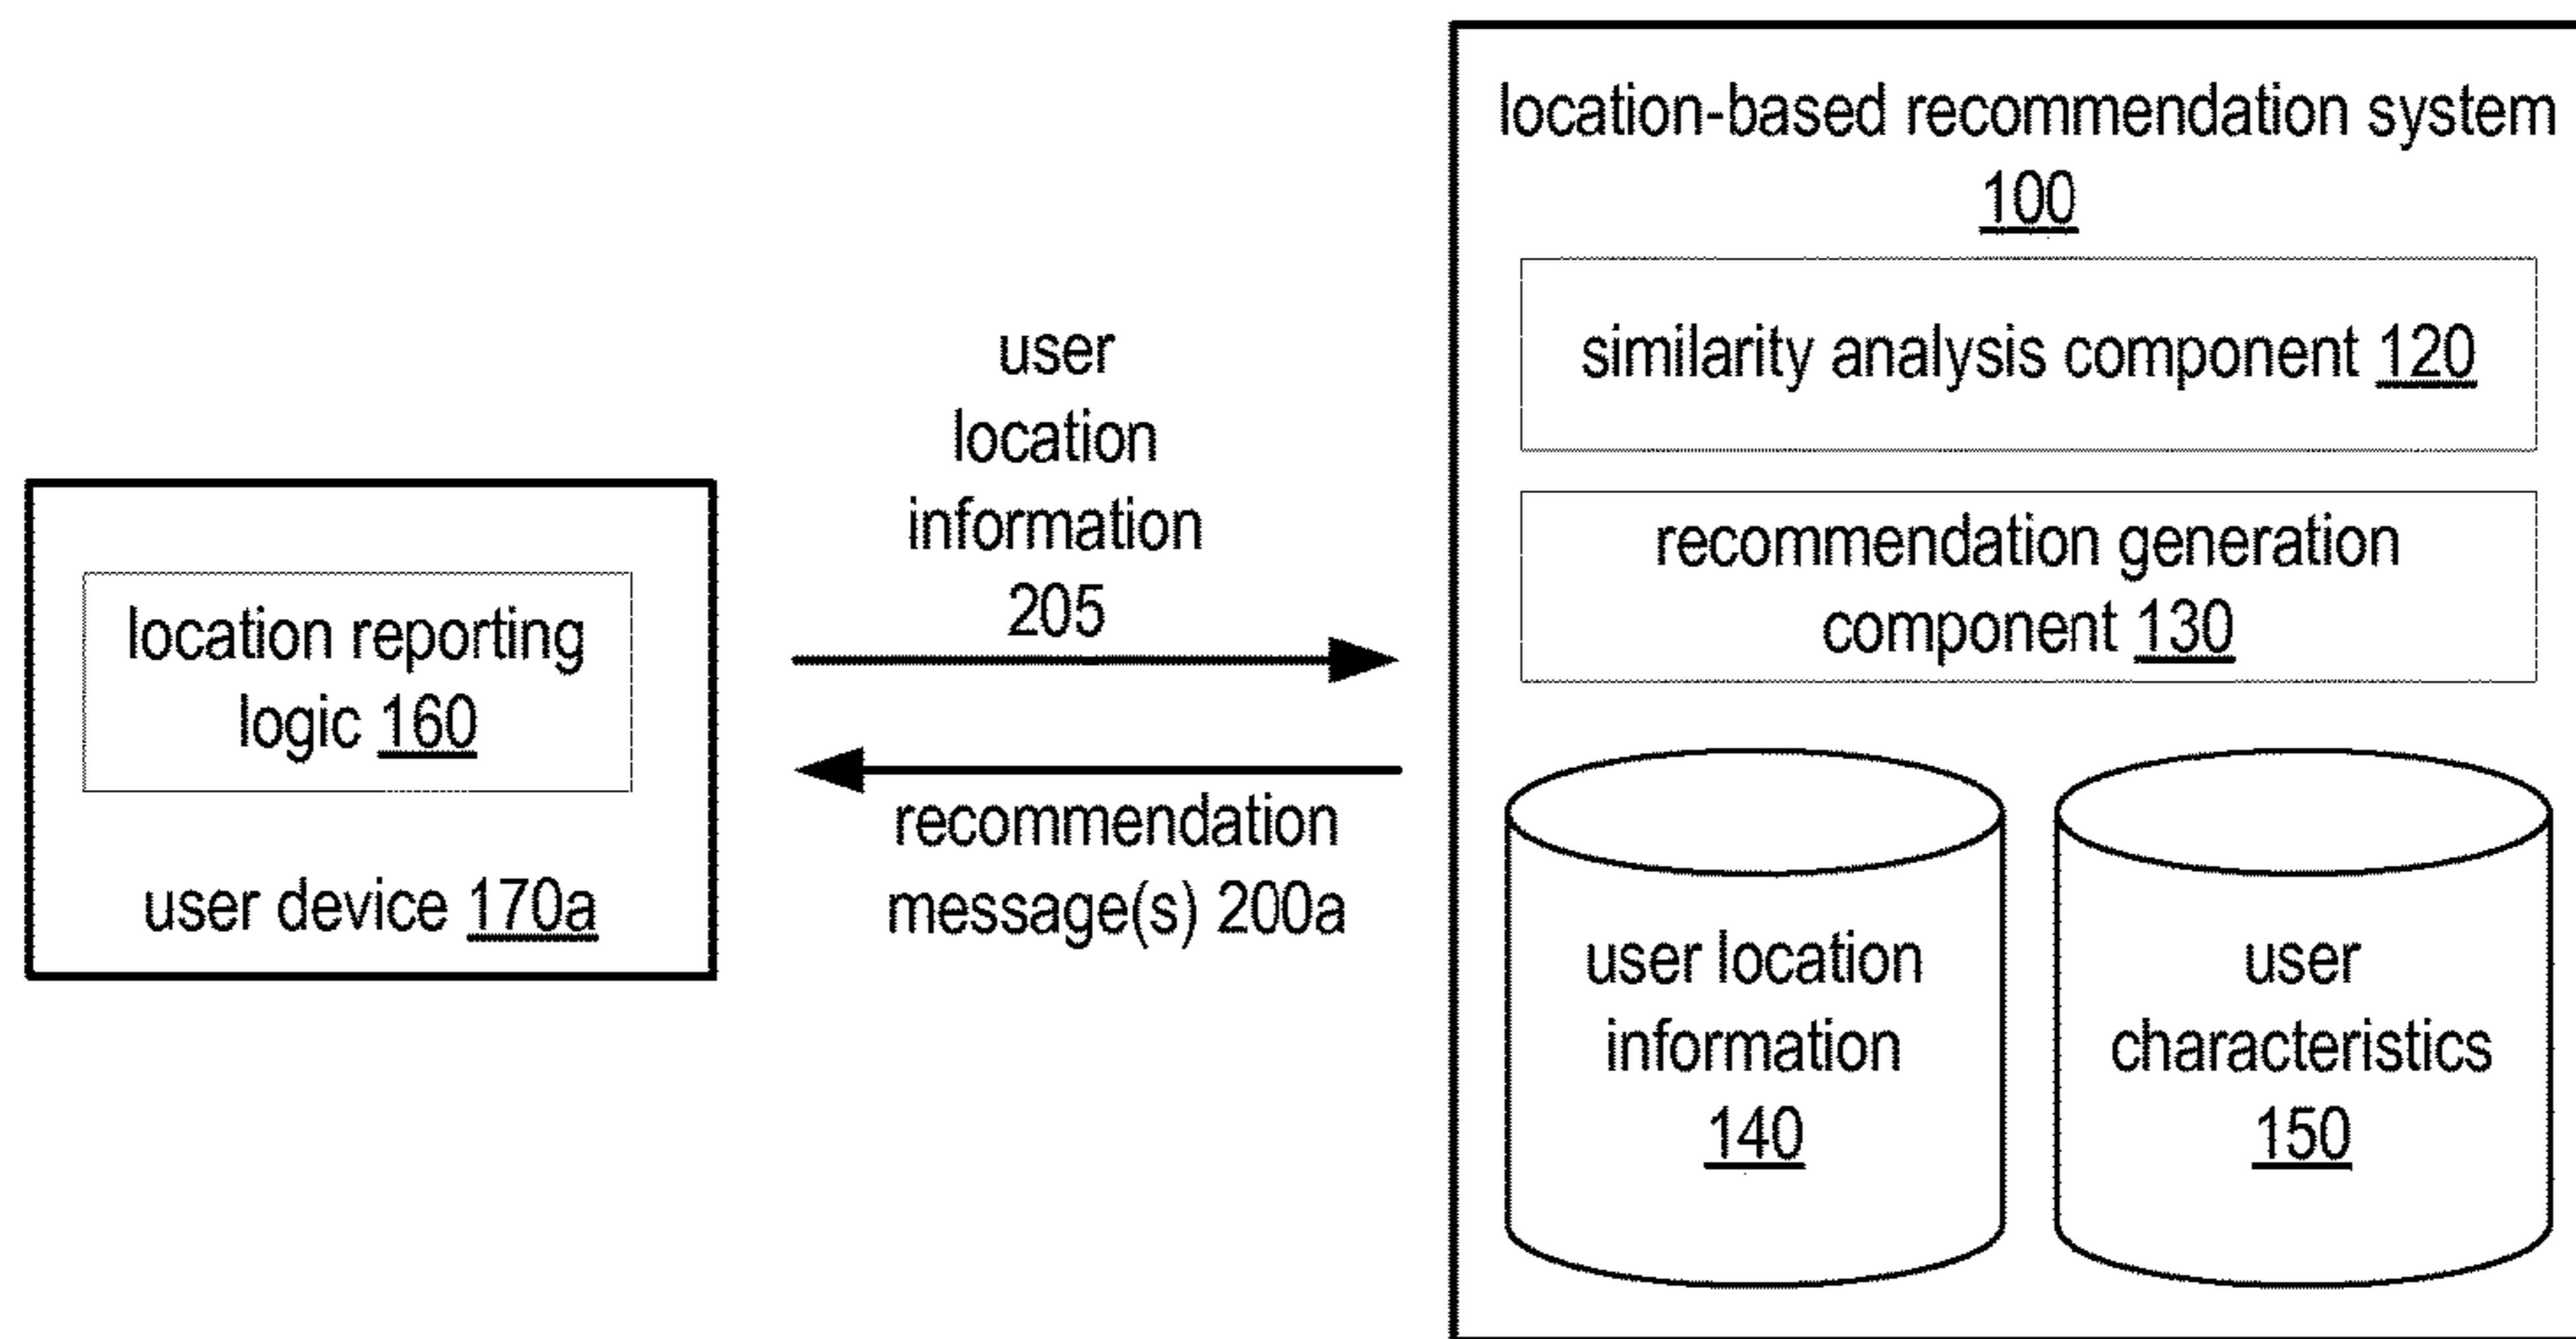 location reporting
logic 160
user device 170a
user
location
information
205
recommendation
message(s) 200a
location-based recommendation system
100
similarity analysis component 120
recommendation generation
component 130
user location
information
140
user
characteristics
150